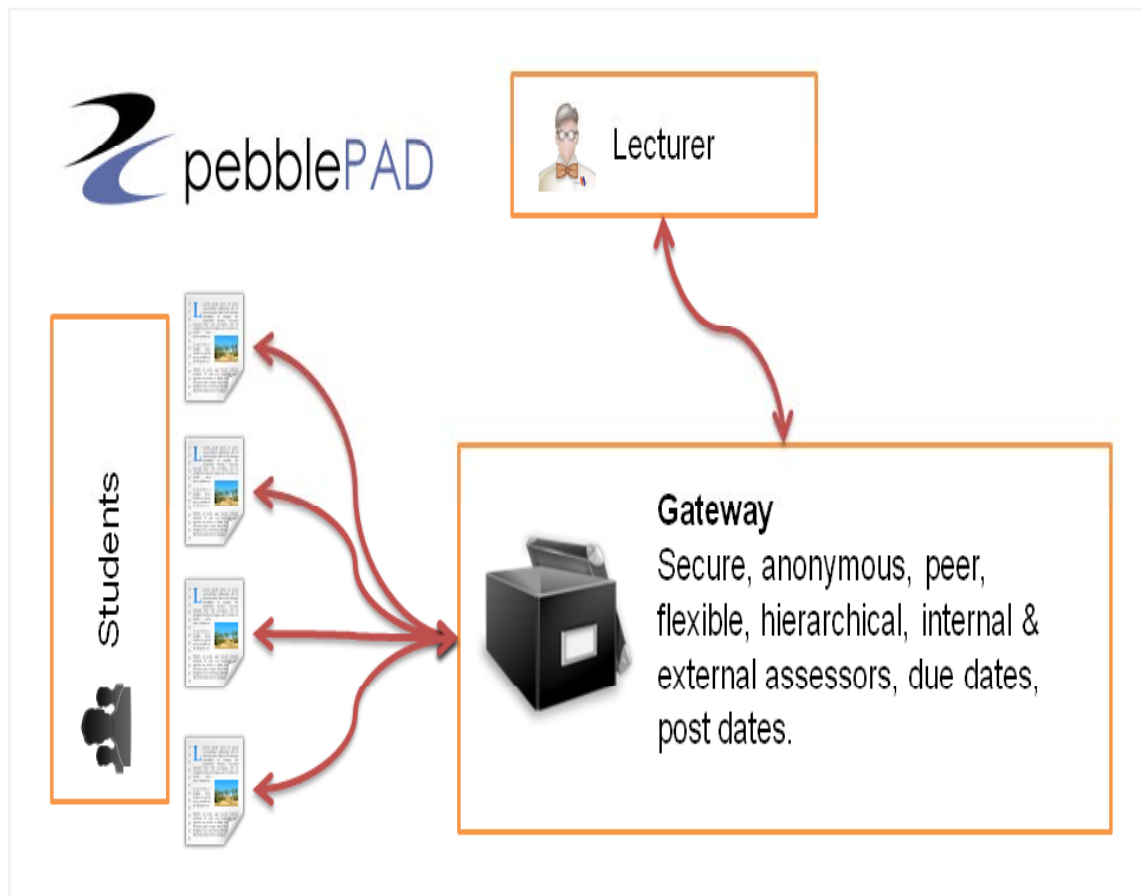 pebblePAD
Lecturer
Students
Gateway
Secure, anonymous, peer,
flexible, hierarchical, internal &
external assessors, due dates,
post dates.